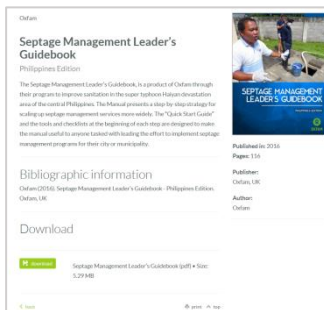 Oxfam
Septage Management Leader's
Guidebook
Philippines Edition
The Septage Management Leader's Guidebook, is a product of Oxfam through
their program to improve sanitation in the super typhoon Haiyan devastation
area of the central Philippines. The Manual presents a step-by-step strategy for
scaling up septage management services more widely. The "Quick Start Guide"
and the tools and checklists at the beginning of each step are designed to make
the manual useful to anyone tasked with leading the effort to implement septage
management programs for their city or municipality.
Bibliographic information
Oxfam (2016). Septage Management Leader's Guidebook - Philippines Edition.
Oxfam, UK
Download
download
Septage Management Leader's Guidebook (pdf) • Size:
5.29 MB
back
print
top
SEPTAGE MANAGEMENT
LEADER'S GUIDEBOOK
OXFAM
Published in: 2016
Pages: 116
Publisher:
Oxfam, UK
Author:
Oxfam